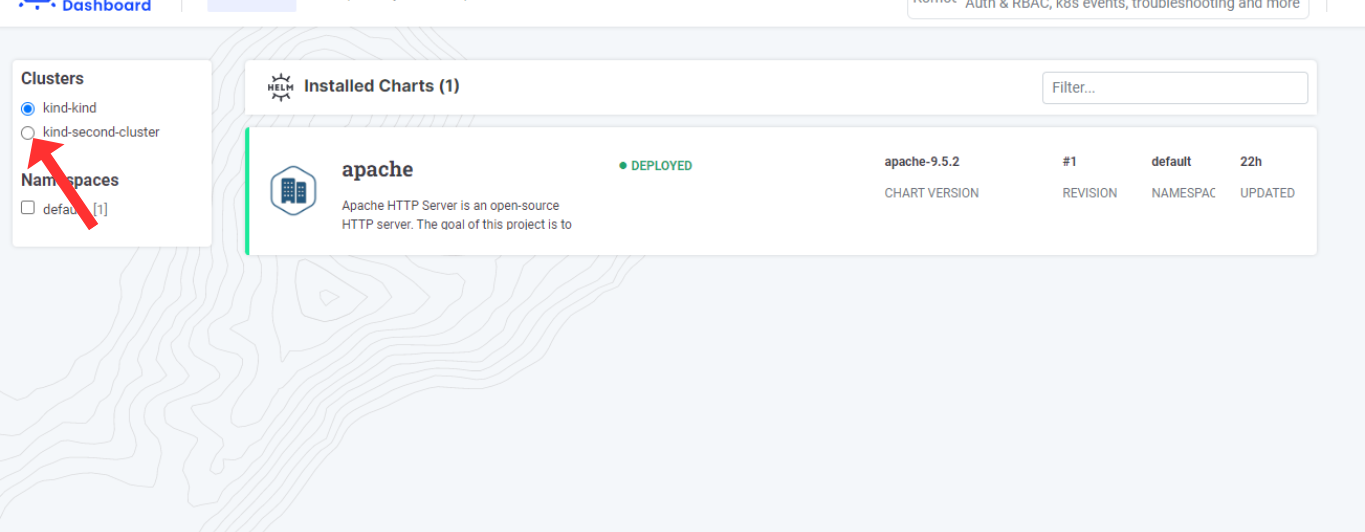 Dashboard
Auth & RBAC, k8s events, troubleshooting and more
Clusters
kind-kind
kind-second-cluster
Namespaces
default [1]
HELM
Installed Charts (1)
Filter...
apache
Apache HTTP Server is an open-source
HTTP server. The goal of this project is to
DEPLOYED
apache-9.5.2
CHART VERSION
#1
REVISION
default
NAMESPAC
22h
UPDATED